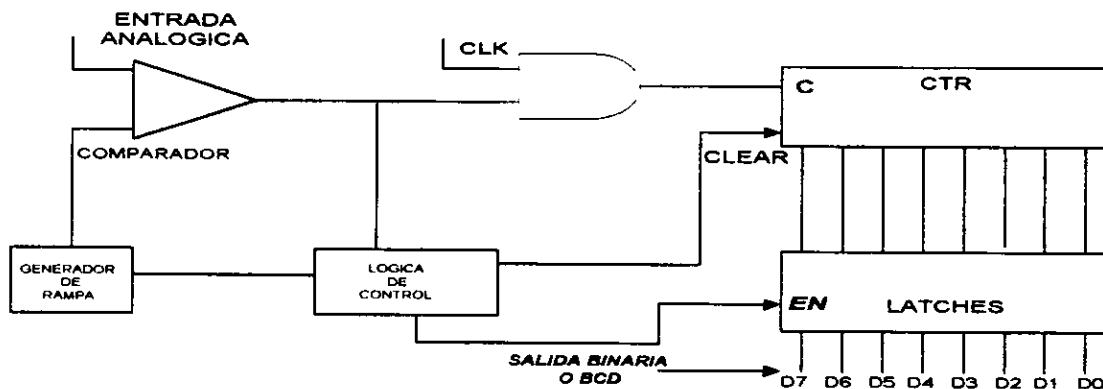 ENTRADA
ANALOGICA
CLK
C
CTR
COMPARADOR
CLEAR
GENERADOR
DE
RAMPA
LOGICA
DE
CONTROL
EN
LATCHES
SALIDA BINARIA
O BCD
D7 D6 D5 D4 D3 D2 D1 D0